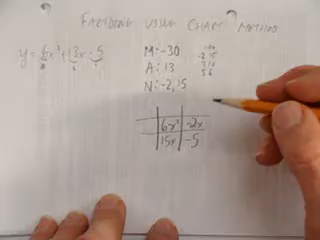 FACTORING USING CHART METHOD
y = 6x² + 13x - 5
M: -30
A: 13
N: -2, 15
6x² -2x
15x -5